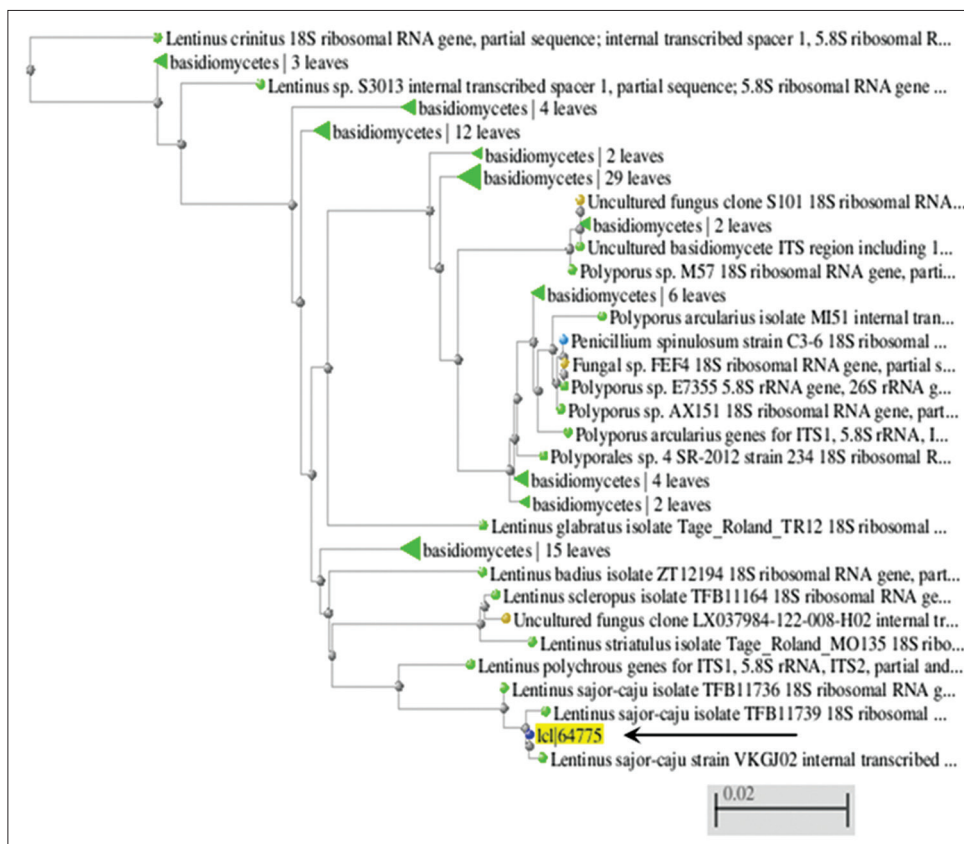 Lentinus crinitus 18S ribosomal RNA gene, partial sequence; internal transcribed spacer 1, 5.8S ribosomal R...
basidiomycetes | 3 leaves
Lentinus sp. S3013 internal transcribed spacer 1, partial sequence; 5.8S ribosomal RNA gene ...
basidiomycetes | 4 leaves
basidiomycetes | 12 leaves
basidiomycetes | 2 leaves
basidiomycetes | 29 leaves
Uncultured fungus clone S101 18S ribosomal RNA...
basidiomycetes | 2 leaves
Uncultured basidiomycete ITS region including 1...
Polyporus sp. M57 18S ribosomal RNA gene, parti...
basidiomycetes | 6 leaves
Polyporus arcularius isolate MI51 internal tran...
Penicillium spinulosum strain C3-6 18S ribosomal ...
Fungal sp. FEF4 18S ribosomal RNA gene, partial s...
Polyporus sp. E7355 5.8S rRNA gene, 26S rRNA g...
Polyporus sp. AX151 18S ribosomal RNA gene, part...
Polyporus arcularius genes for ITS1, 5.8S rRNA, I...
Polyporales sp. 4 SR-2012 strain 234 18S ribosomal R...
basidiomycetes | 4 leaves
basidiomycetes | 2 leaves
Lentinus glabratus isolate Tage_Roland_TR12 18S ribosomal ...
basidiomycetes | 15 leaves
Lentinus badius isolate ZT12194 18S ribosomal RNA gene, part...
Lentinus scleropus isolate TFB11164 18S ribosomal RNA ge...
Uncultured fungus clone LX037984-122-008-H02 internal tr...
Lentinus striatulus isolate Tage_Roland_MO135 18S ribo...
Lentinus polychrous genes for ITS1, 5.8S rRNA, ITS2, partial and...
Lentinus sajor-caju isolate TFB11736 18S ribosomal RNA g...
Lentinus sajor-caju isolate TFB11739 18S ribosomal ...
lcl|64775
Lentinus sajor-caju strain VKGJ02 internal transcribed ...
0.02